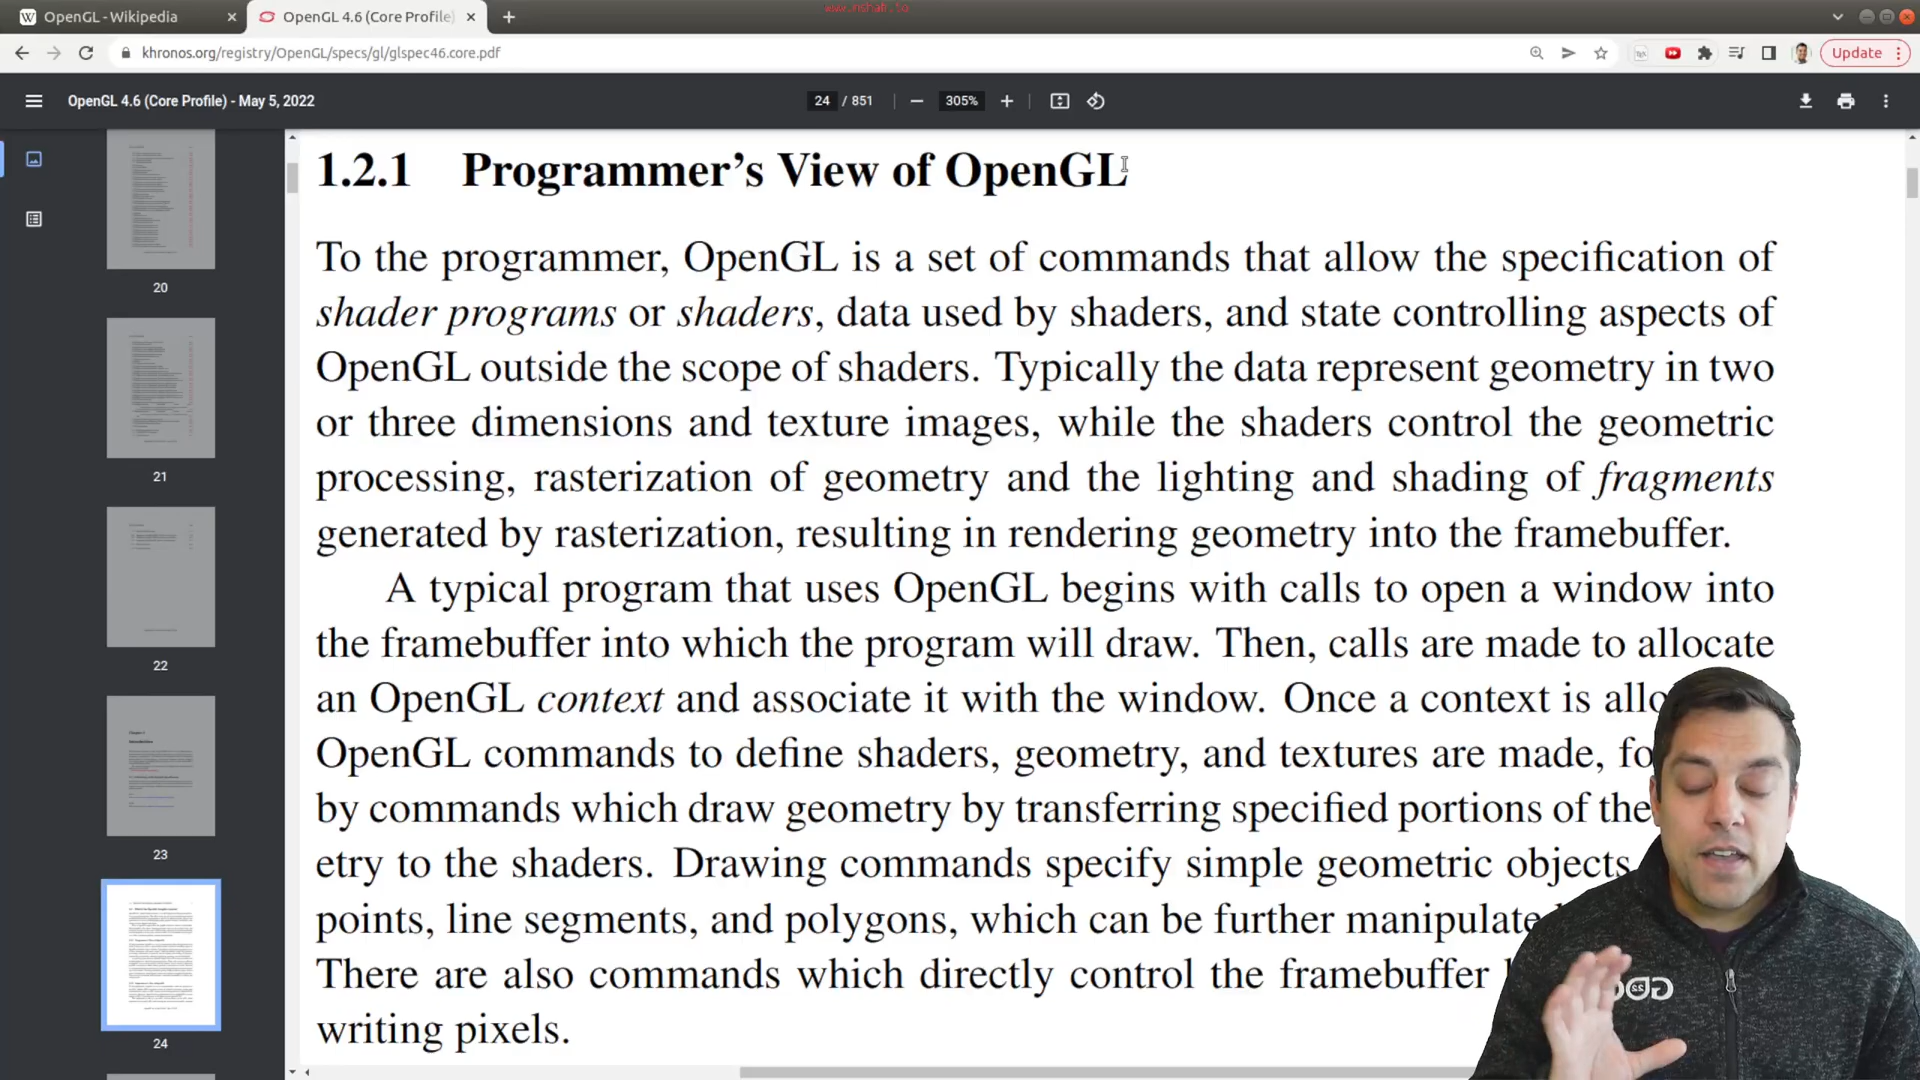 OpenGL - Wikipedia
OpenGL 4.6 (Core Profile)
khronos.org/registry/OpenGL/specs/gl/glspec46.core.pdf
Update
OpenGL 4.6 (Core Profile) - May 5, 2022
24 / 851
305%
20
21
22
23
24
1.2.1 Programmer’s View of OpenGL
To the programmer, OpenGL is a set of commands that allow the specification of
shader programs or shaders, data used by shaders, and state controlling aspects of
OpenGL outside the scope of shaders. Typically the data represent geometry in two
or three dimensions and texture images, while the shaders control the geometric
processing, rasterization of geometry and the lighting and shading of fragments
generated by rasterization, resulting in rendering geometry into the framebuffer.
A typical program that uses OpenGL begins with calls to open a window into
the framebuffer into which the program will draw. Then, calls are made to allocate
an OpenGL context and associate it with the window. Once a context is allo
OpenGL commands to define shaders, geometry, and textures are made, fo
by commands which draw geometry by transferring specified portions of the
etry to the shaders. Drawing commands specify simple geometric objects
points, line segments, and polygons, which can be further manipulated
There are also commands which directly control the framebuffer
writing pixels.